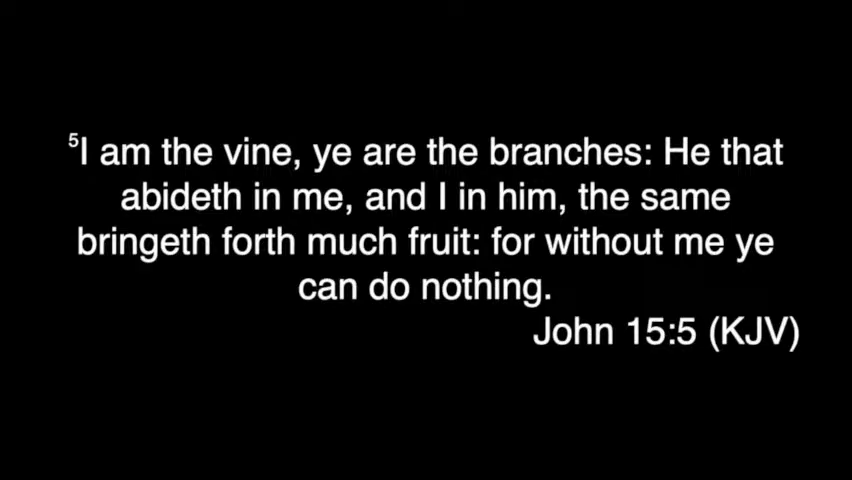 ⁵I am the vine, ye are the branches: He that
abideth in me, and I in him, the same
bringeth forth much fruit: for without me ye
can do nothing.
John 15:5 (KJV)